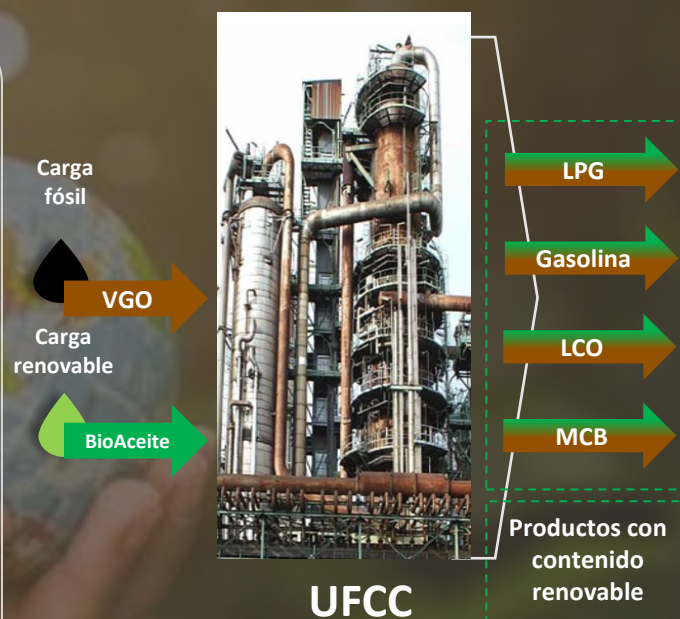 Carga
fósil
VGO
Carga
renovable
BioAceite
UFCC
LPG
Gasolina
LCO
MCB
Productos con
contenido
renovable